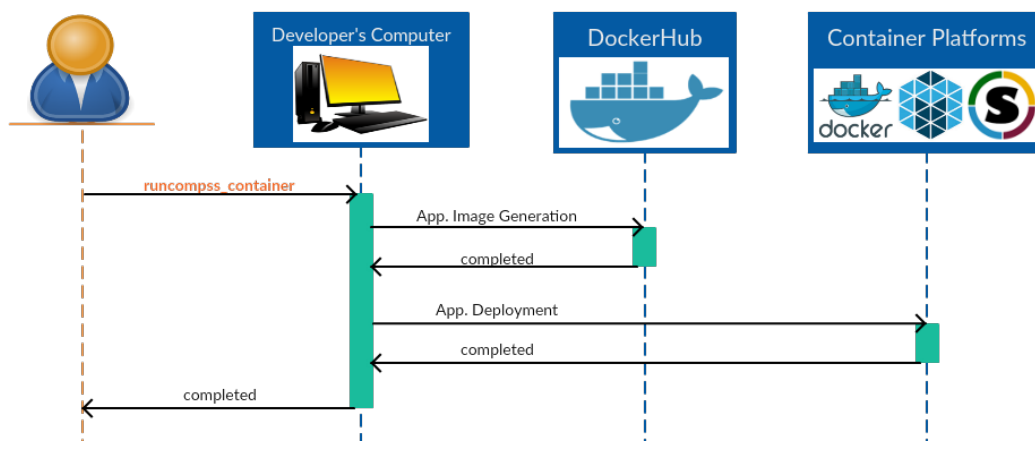 Developer's Computer
DockerHub
Container Platforms
docker
S
runcompss_container
App. Image Generation
completed
App. Deployment
completed
completed